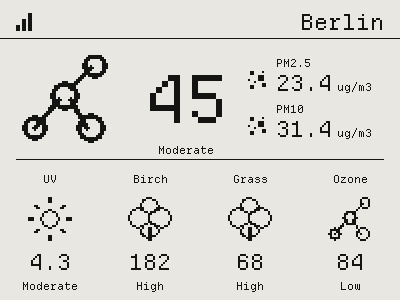 Berlin
45
Moderate
PM2.5
23.4 ug/m3
PM10
31.4 ug/m3
UV Birch Grass Ozone
4.3 182 68 84
Moderate High High Low